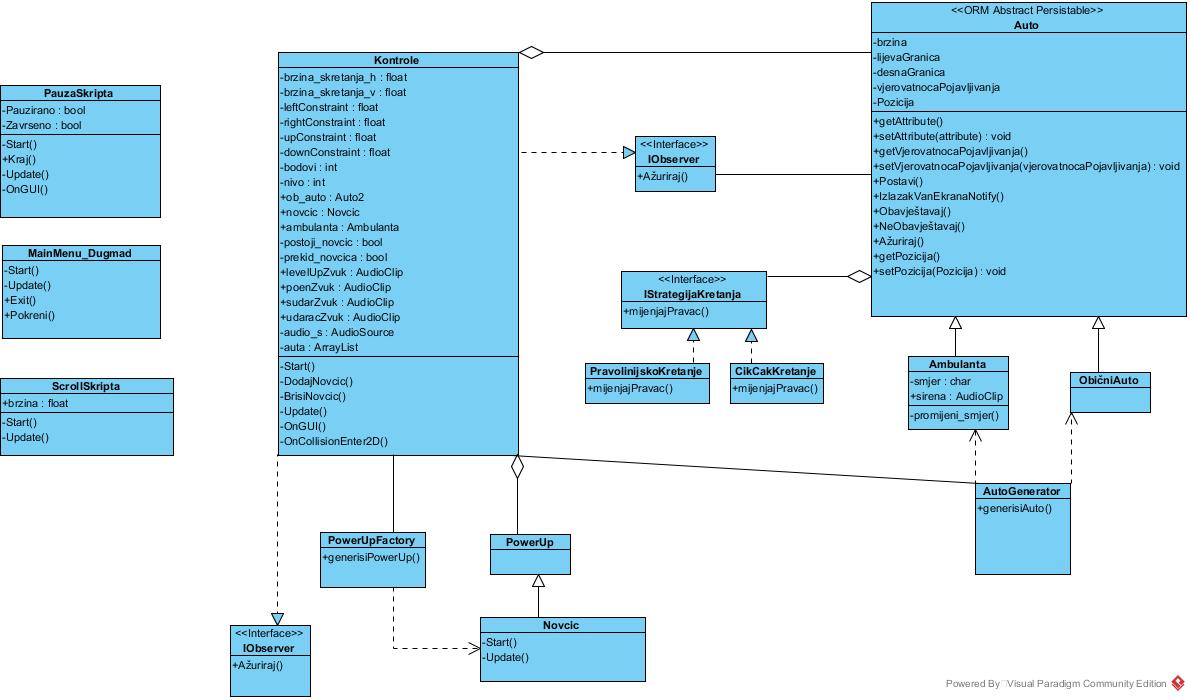 PauzaSkripta
-Pauzirano : bool
-Zavrseno : bool
-Start()
+Kraj()
-Update()
-OnGUI()
MainMenu_Dugmad
-Start()
-Update()
+Exit()
+Pokreni()
ScrollSkripta
+brzina : float
-Start()
-Update()
Kontrole
-brzina_skretanja_h : float
-brzina_skretanja_v : float
-leftConstraint : float
-rightConstraint : float
-upConstraint : float
-downConstraint : float
-bodovi : int
-nivo : int
+ob_auto : Auto2
+novcic : Novcic
+ambulanta : Ambulanta
-postoji_novcic : bool
-prekid_novcica : bool
+levelUpZvuk : AudioClip
+poenZvuk : AudioClip
+sudarZvuk : AudioClip
+udaracZvuk : AudioClip
-audio_s : AudioSource
-auta : ArrayList
-Start()
-DodajNovcic()
-BrisiNovcic()
-Update()
-OnGUI()
-OnCollisionEnter2D()
<<Interface>>
IObserver
+Ažuriraj()
<<ORM Abstract Persistable>>
Auto
-brzina
-lijevaGranica
-desnaGranica
-vjerovatnocaPojavljivanja
-Pozicija
+getAttribute()
+setAttribute(attribute) : void
+getVjerovatnocaPojavljivanja()
+setVjerovatnocaPojavljivanja(vjerovatnocaPojavljivanja) : void
+Postavi()
+IzlazakVanEkranaNotify()
+Obavještavaj()
+NeObavještavaj()
+Ažuriraj()
+getPozicija()
+setPozicija(Pozicija) : void
<<Interface>>
IStrategijaKretanja
+mijenjajPravac()
PravolinijskoKretanje
+mijenjajPravac()
CikCakKretanje
+mijenjajPravac()
Ambulanta
-smjer : char
+sirena : AudioClip
-promijeni_smjer()
ObičniAuto
AutoGenerator
+generisiAuto()
PowerUpFactory
+generisiPowerUp()
PowerUp
Novcic
-Start()
-Update()
<<Interface>>
IObserver
+Ažuriraj()
Powered By Visual Paradigm Community Edition